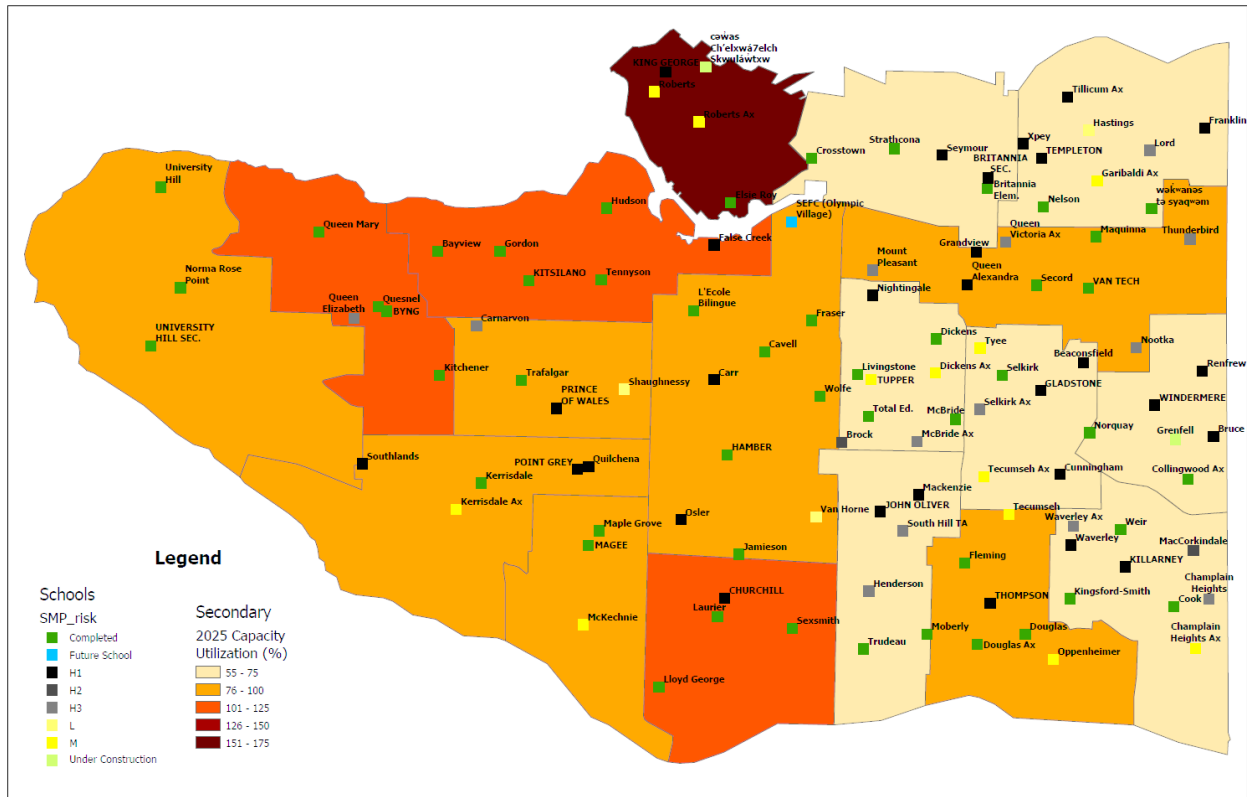 cəẇas
Ch'elxwá7elch
Skwuláẇtxw
KING GEORGE
Roberts
Roberts Ax
Elsie Roy
Crosstown
Strathcona
Seymour
BRITANNIA
SEC.
Britannia
Elem.
Xpey
TEMPLETON
Tillicum Ax
Hastings
Franklin
Lord
Garibaldi Ax
Nelson
wək̓ʷanəs
tə syaqʷəm
University
Hill
Queen Mary
Hudson
SEFC (Olympic
Village)
Queen
Victoria Ax
Maquinna
Thunderbird
Bayview
Gordon
False Creek
Mount
Pleasant
Grandview
Queen
Alexandra
Secord
VAN TECH
Norma Rose
Point
KITSILANO
Tennyson
Nightingale
Queen
Elizabeth
Quesnel
BYNG
Carnarvon
L'Ecole
Bilingue
Fraser
Dickens
Tyee
Beaconsfield
Nootka
UNIVERSITY
HILL SEC.
Cavell
Renfrew
Kitchener
Trafalgar
Shaughnessy
Carr
Livingstone
TUPPER
Dickens Ax
Selkirk
GLADSTONE
PRINCE
OF WALES
Wolfe
Total Ed.
McBride
Selkirk Ax
WINDERMERE
Brock
McBride Ax
Norquay
Grenfell
Bruce
HAMBER
Southlands
POINT GREY
Quilchena
Kerrisdale
Tecumseh Ax
Cunningham
Collingwood Ax
Kerrisdale Ax
Osler
Van Horne
Mackenzie
JOHN OLIVER
South Hill TA
Tecumseh
Waverley Ax
Weir
Maple Grove
MAGEE
Jamieson
Waverley
MacCorkindale
Fleming
KILLARNEY
CHURCHILL
Henderson
THOMPSON
Kingsford-Smith
Champlain
Heights
Cook
McKechnie
Laurier
Sexsmith
Trudeau
Moberly
Douglas Ax
Douglas
Oppenheimer
Champlain
Heights Ax
Lloyd George
Legend
Schools
SMP_risk
Completed
Future School
H1
H2
H3
L
M
Under Construction
Secondary
2025 Capacity
Utilization (%)
55 - 75
76 - 100
101 - 125
126 - 150
151 - 175